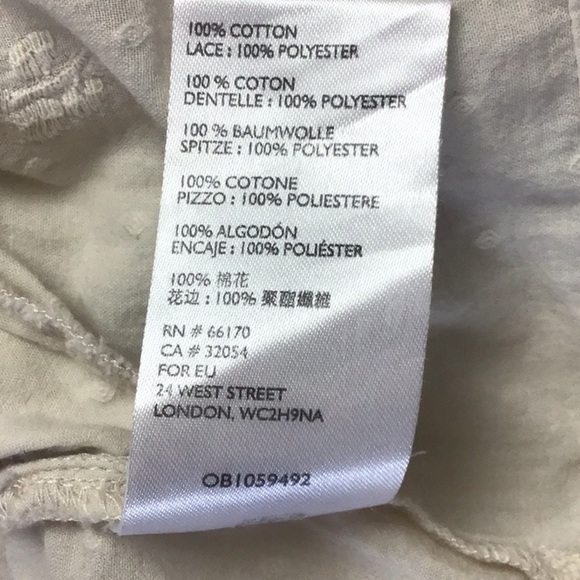 100% COTTON
LACE : 100% POLYESTER
100 % COTON
DENTELLE : 100% POLYESTER
100 % BAUMWOLLE
SPITZE : 100% POLYESTER
100% COTONE
PIZZO : 100% POLIESTERE
100% ALGODÓN
ENCAJE : 100% POLIÉSTER
100% 棉花
花边 : 100% 聚酯纖維
RN # 66170
CA # 32054
FOR EU
24 WEST STREET
LONDON, WC2H9NA
OB1059492